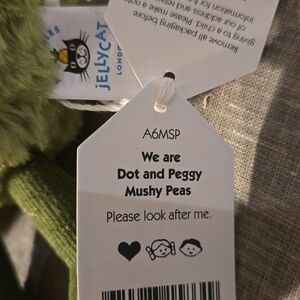 Remove all packaging before
giving to a child. Please make a note
of our address and retain
information for
JELLYCAT
LONDON
A6MSP
We are
Dot and Peggy
Mushy Peas
Please look after me.